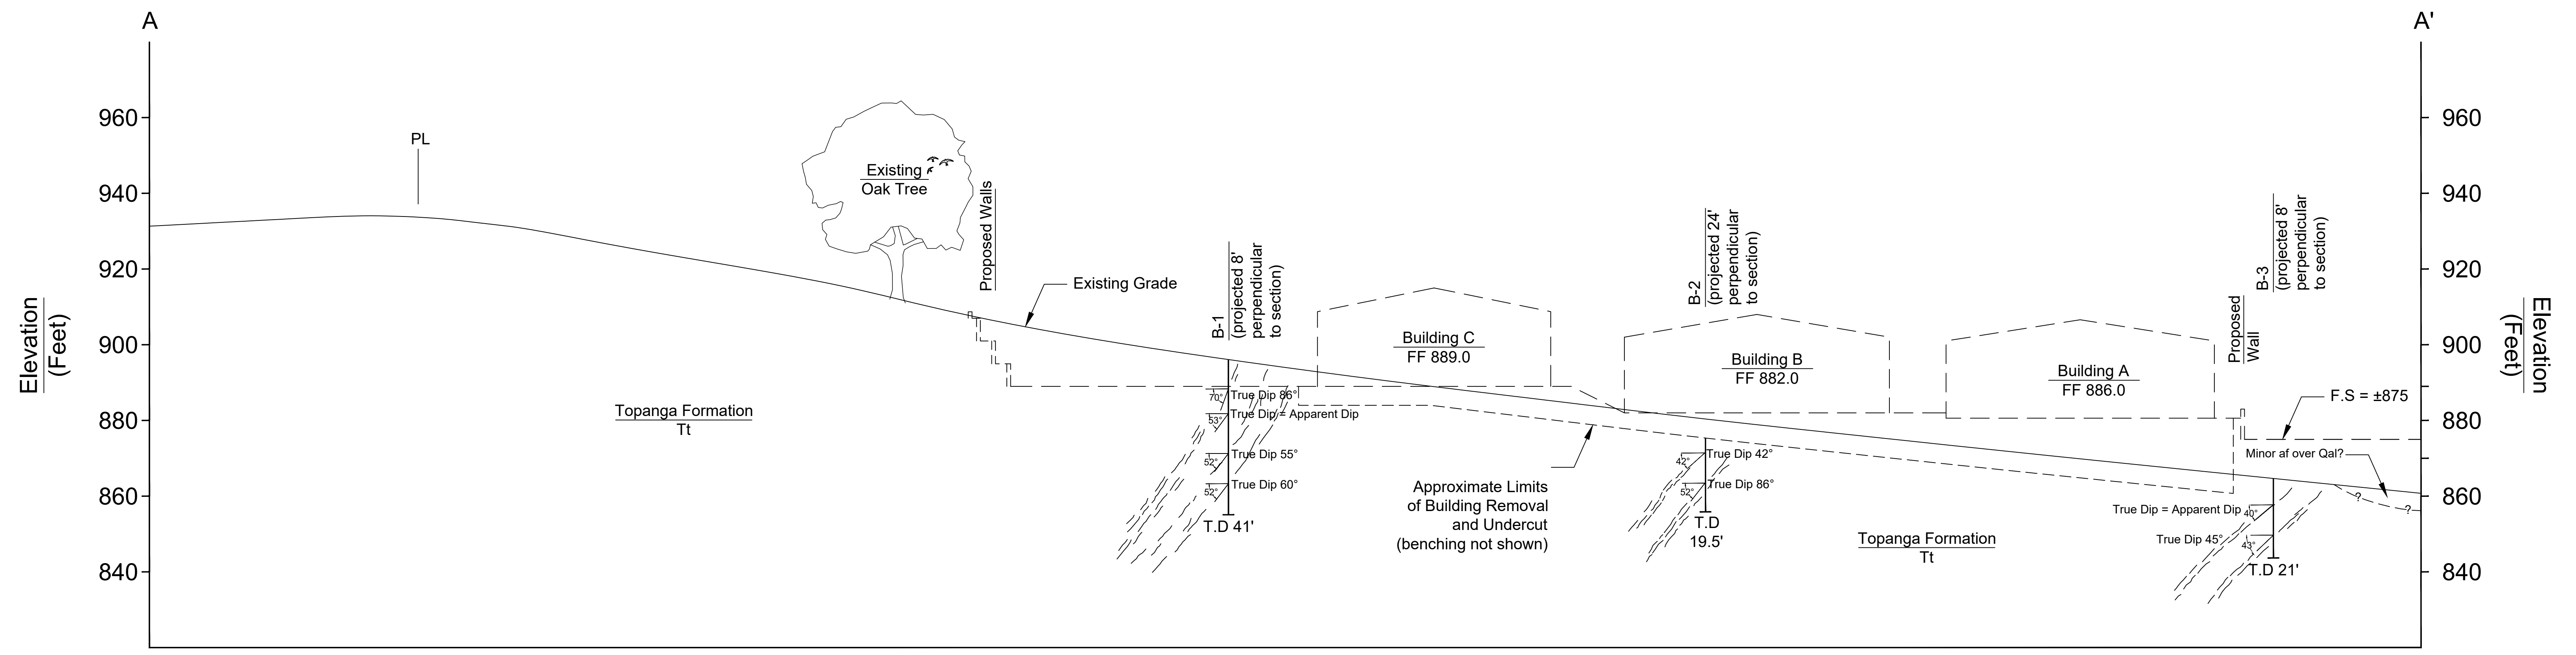 A
A'
960
940
920
900
880
860
840
Elevation
(Feet)
PL
Existing
Oak Tree
Proposed Walls
Existing Grade
Topanga Formation
Tt
B-1
(projected 8'
perpendicular
to section)
70°
True Dip 86°
True Dip = Apparent Dip
53°
True Dip 55°
52°
True Dip 60°
52°
T.D 41'
Building C
FF 889.0
Approximate Limits
of Building Removal
and Undercut
(benching not shown)
B-2
(projected 24'
perpendicular
to section)
Building B
FF 882.0
True Dip 42°
42°
True Dip 86°
52°
T.D
19.5'
Building A
FF 886.0
Topanga Formation
Tt
Proposed
Wall
B-3
(projected 8'
perpendicular
to section)
F.S = ±875
Minor af over Qal?
?
?
True Dip = Apparent Dip
40°
True Dip 45°
43°
T.D 21'
960
940
920
900
880
860
840
Elevation
(Feet)